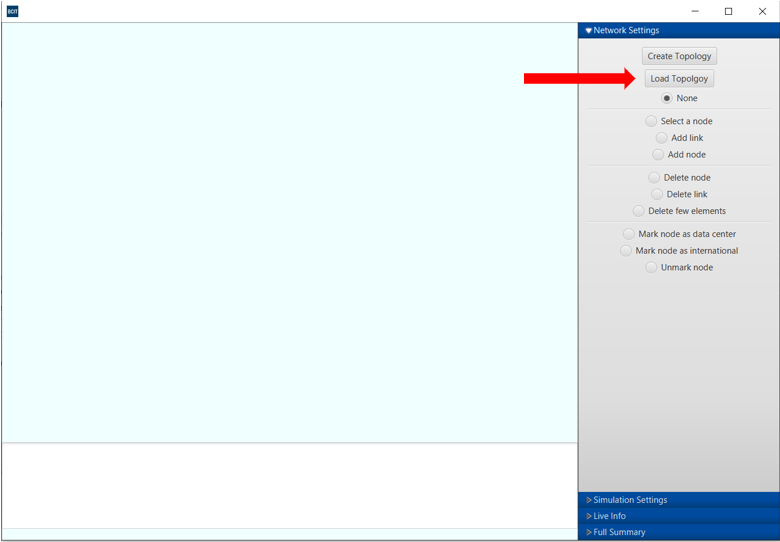 SCIT
Network Settings
Create Topology
Load Topolgoy
None
Select a node
Add link
Add node
Delete node
Delete link
Delete few elements
Mark node as data center
Mark node as international
Unmark node
Simulation Settings
Live Info
Full Summary